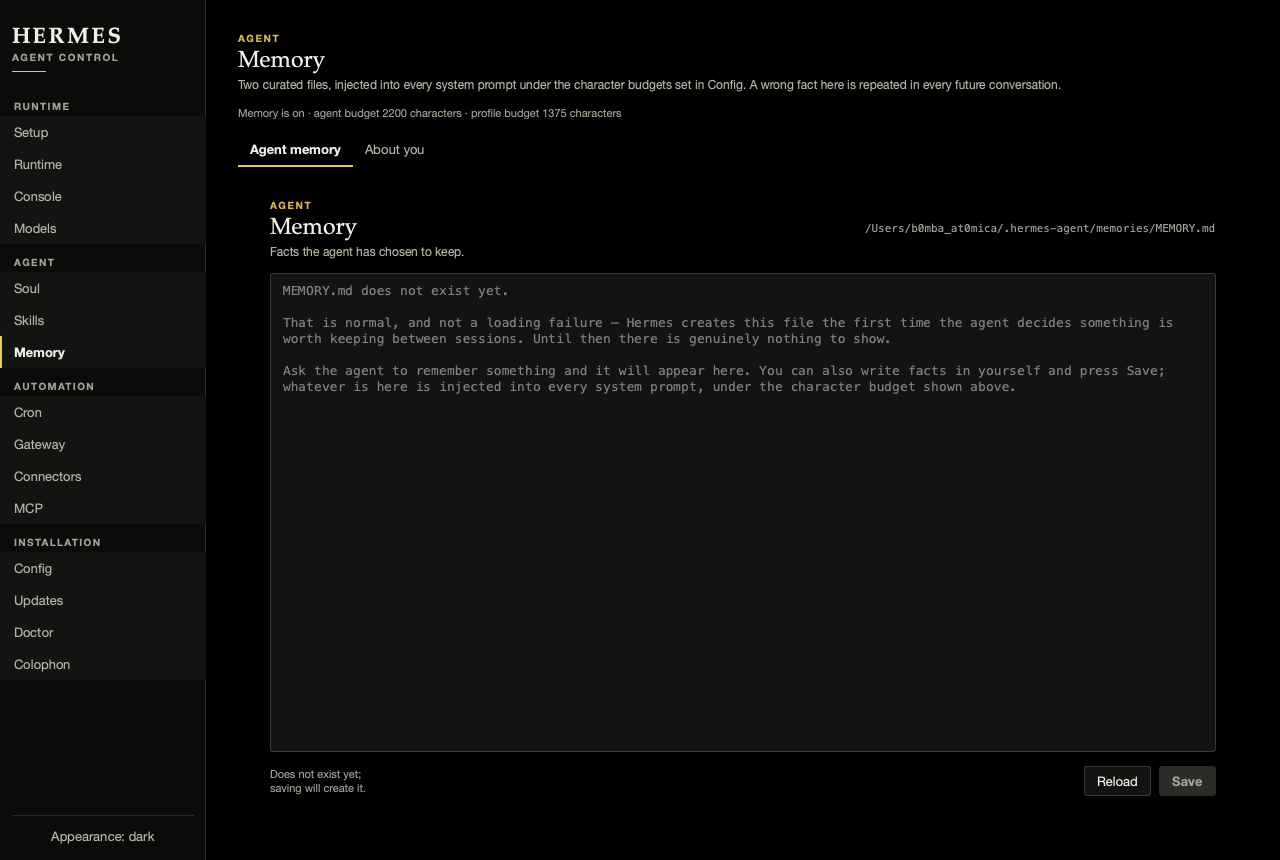 HERMES
AGENT CONTROL
RUNTIME
Setup
Runtime
Console
Models
AGENT
Soul
Skills
Memory
AUTOMATION
Cron
Gateway
Connectors
MCP
INSTALLATION
Config
Updates
Doctor
Colophon
Appearance: dark
AGENT
Memory
Two curated files, injected into every system prompt under the character budgets set in Config. A wrong fact here is repeated in every future conversation.
Memory is on · agent budget 2200 characters · profile budget 1375 characters
Agent memory
About you
AGENT
Memory
/Users/b0mba_at0mica/.hermes-agent/memories/MEMORY.md
Facts the agent has chosen to keep.
MEMORY.md does not exist yet.
That is normal, and not a loading failure — Hermes creates this file the first time the agent decides something is
worth keeping between sessions. Until then there is genuinely nothing to show.
Ask the agent to remember something and it will appear here. You can also write facts in yourself and press Save;
whatever is here is injected into every system prompt, under the character budget shown above.
Does not exist yet;
saving will create it.
Reload
Save